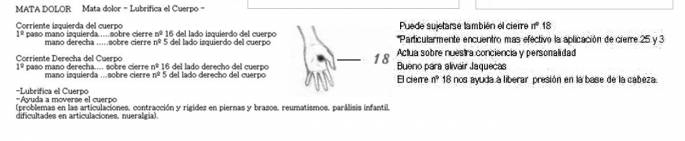 MATA DOLOR   Mata dolor - Lubrifica el Cuerpo -
Corriente izquierda del cuerpo
1º paso mano izquierda.....sobre cierre nº 16 del lado izquierdo del cuerpo
mano derecha .....sobre cierre nº 5 del lado izquierdo del cuerpo
Corriente Derecha del Cuerpo
1º paso mano derecha.... sobre cierre nº 16 del lado derecho del cuerpo
mano izquierda ...sobre cierre nº 5 del lado derecho del cuerpo
-Lubrifica el Cuerpo
-Ayuda a moverse el cuerpo
(problemas en las articulaciones, contracción y rigidez en piernas y brazos, reumatismos, parálisis infantil,
dificultades en articulaciones, nueralgia).
18
Puede sujetarse también el cierre nº 18
*Particularmente encuentro mas efectivo la aplicación de cierre 25 y 3
Actua sobre nuestra conciencia y personalidad
Bueno para alivair Jaquecas
El cierre nº 18 nos ayuda a liberar presión en la base de la cabeza.